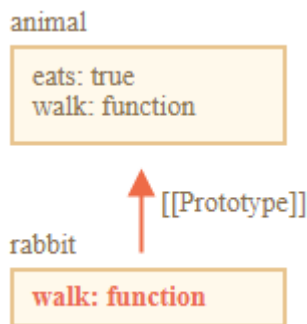 animal
eats: true
walk: function
[[Prototype]]
rabbit
walk: function